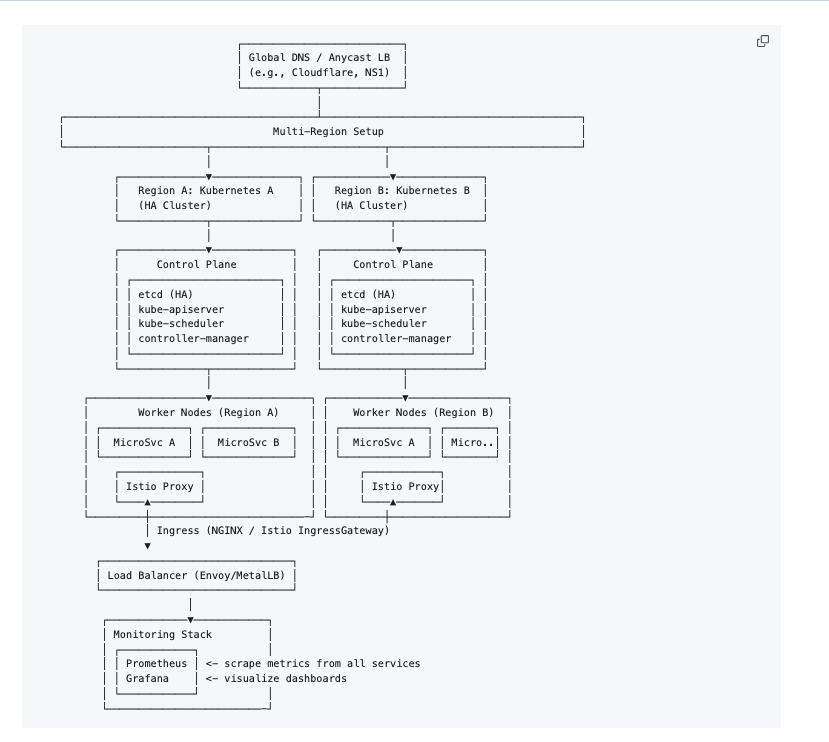 Global DNS / Anycast LB
(e.g., Cloudflare, NS1)
Multi-Region Setup
Region A: Kubernetes A
(HA Cluster)
Region B: Kubernetes B
(HA Cluster)
Control Plane
etcd (HA)
kube-apiserver
kube-scheduler
controller-manager
Control Plane
etcd (HA)
kube-apiserver
kube-scheduler
controller-manager
Worker Nodes (Region A)
MicroSvc A
MicroSvc B
Istio Proxy
Worker Nodes (Region B)
MicroSvc A
Micro..
Istio Proxy
Ingress (NGINX / Istio IngressGateway)
Load Balancer (Envoy/MetalLB)
Monitoring Stack
Prometheus <- scrape metrics from all services
Grafana <- visualize dashboards